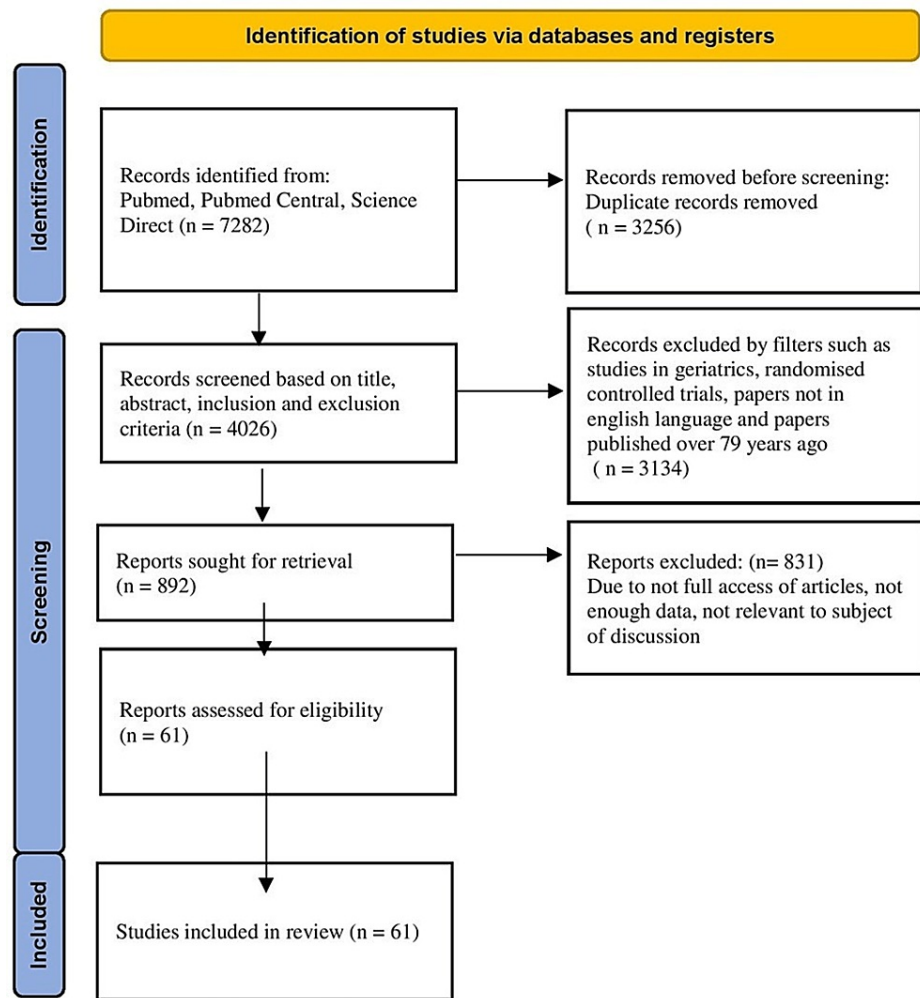 Identification of studies via databases and registers
Identification
Records identified from:
Pubmed, Pubmed Central, Science
Direct (n = 7282)
Records removed before screening:
Duplicate records removed
( n = 3256)
Screening
Records screened based on title,
abstract, inclusion and exclusion
criteria (n = 4026)
Records excluded by filters such as
studies in geriatrics, randomised
controlled trials, papers not in
english language and papers
published over 79 years ago
( n = 3134)
Reports sought for retrieval
(n = 892)
Reports excluded: (n= 831)
Due to not full access of articles, not
enough data, not relevant to subject
of discussion
Reports assessed for eligibility
(n = 61)
Included
Studies included in review (n = 61)